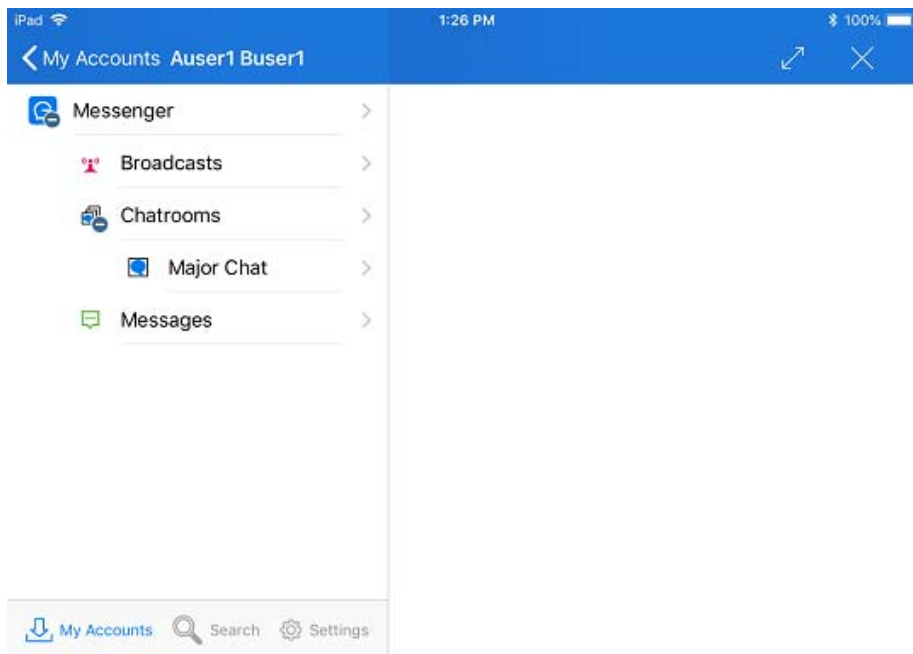 iPad 1:26 PM 100%
My Accounts Auser1 Buser1
Messenger
Broadcasts
Chatrooms
Major Chat
Messages
My Accounts Search Settings